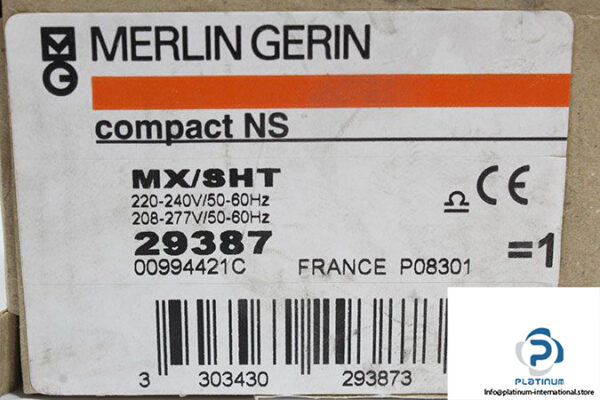 MERLIN GERIN
compact NS
MX/SHT
220-240V/50-60Hz
208-277V/50-60Hz
29387
00994421C FRANCE P08301
CE
=1
3 303430 293873
PLATINUM
Info@platinum-international.store